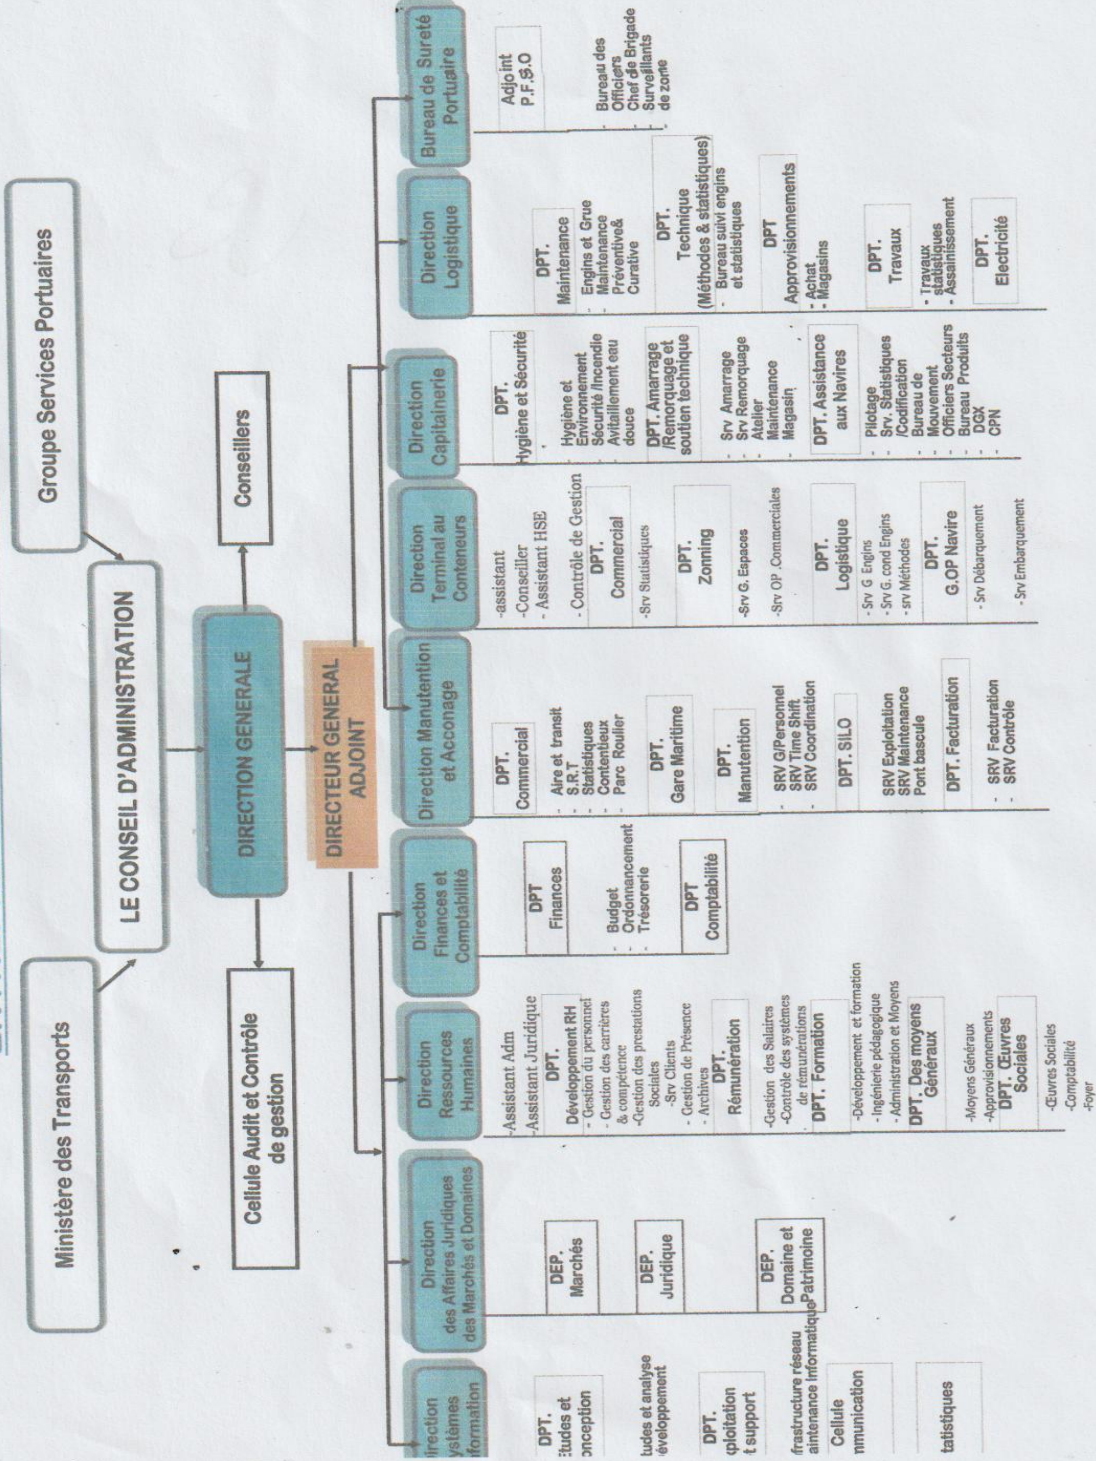 Ministère des Transports
Groupe Services Portuaires
LE CONSEIL D'ADMINISTRATION
Cellule Audit et Contrôle
de gestion
DIRECTION GENERALE
Conseillers
DIRECTEUR GENERAL
ADJOINT
irection
ystèmes
formation
DPT.
Etudes et
onception
tudes et analyse
éveloppement
DPT.
xploitation
t support
frastructure réseau
aintenance Informatique
Cellule
mmunication
tatistiques
Direction
des Affaires Juridiques
des Marchés et Domaines
DEP.
Marchés
DEP.
Juridique
DEP.
Domaine et
Patrimoine
Direction
Ressources
Humaines
-Assistant Adm
-Assistant Juridique
DPT.
Développement RH
- Gestion du personnel
- Gestion des carrières
& compétence
-Gestion des prestations
Sociales
-Srv Clients
- Gestion de Présence
- Archives
DPT.
Rémunération
-Gestion des Salaires
-Contrôle des systèmes
de rémunérations
DPT. Formation
-Développement et formation
- Ingénierie pédagogique
- Administration et Moyens
DPT. Des moyens
Généraux
-Moyens Généraux
-Approvisionnements
DPT. Œuvres
Sociales
-Œuvres Sociales
-Comptabilité
-Foyer
Direction
Finances et
Comptabilité
DPT
Finances
- Budget
- Ordonnancement
- Trésorerie
DPT
Comptabilité
Direction Manutention
et Acconage
DPT.
Commercial
- Aire et transit
- S.R.T
- Statistiques
- Contentieux
- Parc Roulier
DPT.
Gare Maritime
DPT.
Manutention
- SRV G/Personnel
- SRV Time Shift
- SRV Coordination
DPT. SILO
SRV Exploitation
SRV Maintenance
Pont bascule
DPT. Facturation
- SRV Facturation
- SRV Contrôle
Direction
Terminal au
Conteneurs
-assistant
-Conseiller
- Assistant HSE
- Contrôle de Gestion
DPT.
Commercial
-Srv Statistiques
DPT.
Zonning
-Srv G. Espaces
-Srv OP .Commerciales
DPT.
Logistique
- Srv G Engins
- Srv G. cond Engins
- srv Méthodes
DPT.
G.OP Navire
- Srv Débarquement
- Srv Embarquement
Direction
Capitainerie
DPT.
Hygiène et Sécurité
- Hygiène et
Environnement
- Sécurité /Incendie
- Avitaillement eau
douce
DPT. Amarrage
/Remorquage et
soutien technique
- Srv Amarrage
- Srv Remorquage
- Atelier
Maintenance
- Magasin
DPT. Assistance
aux Navires
- Pilotage
- Srv. Statistiques
/Codification
- Bureau de
Mouvement
- Officiers Secteurs
- Bureau Produits
- DGX
- CPN
Direction
Logistique
DPT.
Maintenance
- Engins et Grue
- Maintenance
Préventive&
Curative
DPT.
Technique
(Méthodes & statistiques)
- Bureau suivi engins
et statistiques
DPT
Approvisionnements
- Achat
- Magasins
DPT.
Travaux
- Travaux
statistiques
- Assainissement
DPT.
Electricité
Bureau de Sureté
Portuaire
Adjoint
P.F.S.O
- Bureau des
Officiers
- Chef de Brigade
- Surveillants
de zone